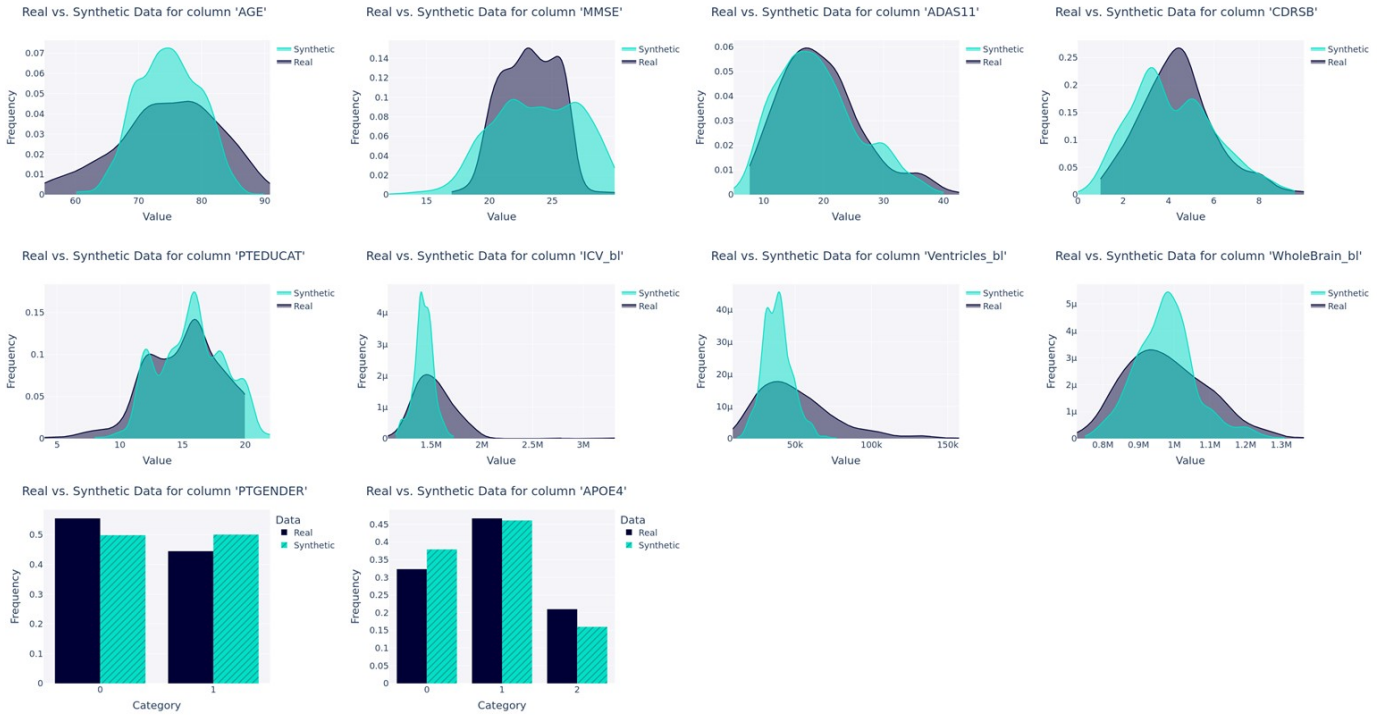 Real vs. Synthetic Data for column 'AGE'
Synthetic
Real
0.07
0.06
0.05
0.04
0.03
0.02
0.01
0
60
70
80
90
Frequency
Value
Real vs. Synthetic Data for column 'MMSE'
Synthetic
Real
0.14
0.12
0.1
0.08
0.06
0.04
0.02
0
15
20
25
Frequency
Value
Real vs. Synthetic Data for column 'ADAS11'
Synthetic
Real
0.06
0.05
0.04
0.03
0.02
0.01
0
10
20
30
40
Frequency
Value
Real vs. Synthetic Data for column 'CDRSB'
Synthetic
Real
0.25
0.2
0.15
0.1
0.05
0
0
2
4
6
8
Frequency
Value
Real vs. Synthetic Data for column 'PTEDUCAT'
Synthetic
Real
0.15
0.1
0.05
0
5
10
15
20
Frequency
Value
Real vs. Synthetic Data for column 'ICV_bl'
Synthetic
Real
4μ
3μ
2μ
1μ
0
1.5M
2M
2.5M
3M
Frequency
Value
Real vs. Synthetic Data for column 'Ventricles_bl'
Synthetic
Real
40μ
30μ
20μ
10μ
0
50k
100k
150k
Frequency
Value
Real vs. Synthetic Data for column 'WholeBrain_bl'
Synthetic
Real
5μ
4μ
3μ
2μ
1μ
0
0.8M
0.9M
1M
1.1M
1.2M
1.3M
Frequency
Value
Real vs. Synthetic Data for column 'PTGENDER'
Data
Real
Synthetic
0.5
0.4
0.3
0.2
0.1
0
0
1
Frequency
Category
Real vs. Synthetic Data for column 'APOE4'
Data
Real
Synthetic
0.45
0.4
0.35
0.3
0.25
0.2
0.15
0.1
0.05
0
0
1
2
Frequency
Category